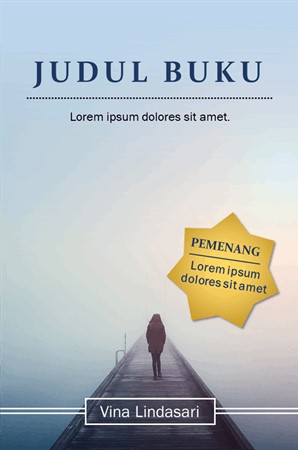 JUDUL BUKU
Lorem ipsum dolores sit amet.
PEMENANG
Lorem ipsum
dolores sit amet
Vina Lindasari